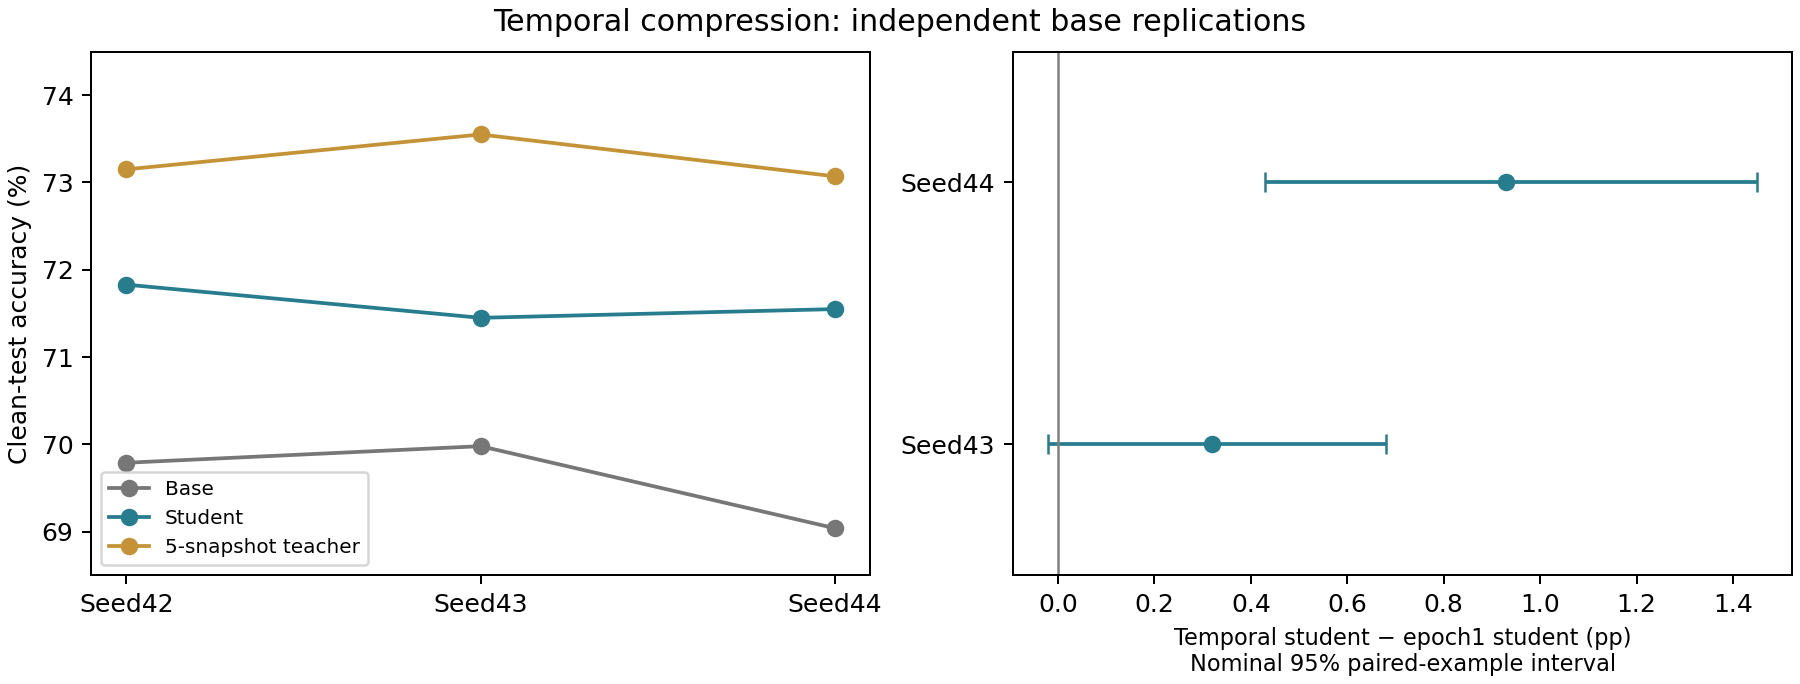 Temporal compression: independent base replications
Clean-test accuracy (%)
74
73
72
71
70
69
Base
Student
5-snapshot teacher
Seed42
Seed43
Seed44
Seed44
Seed43
0.0
0.2
0.4
0.6
0.8
1.0
1.2
1.4
Temporal student − epoch1 student (pp)
Nominal 95% paired-example interval